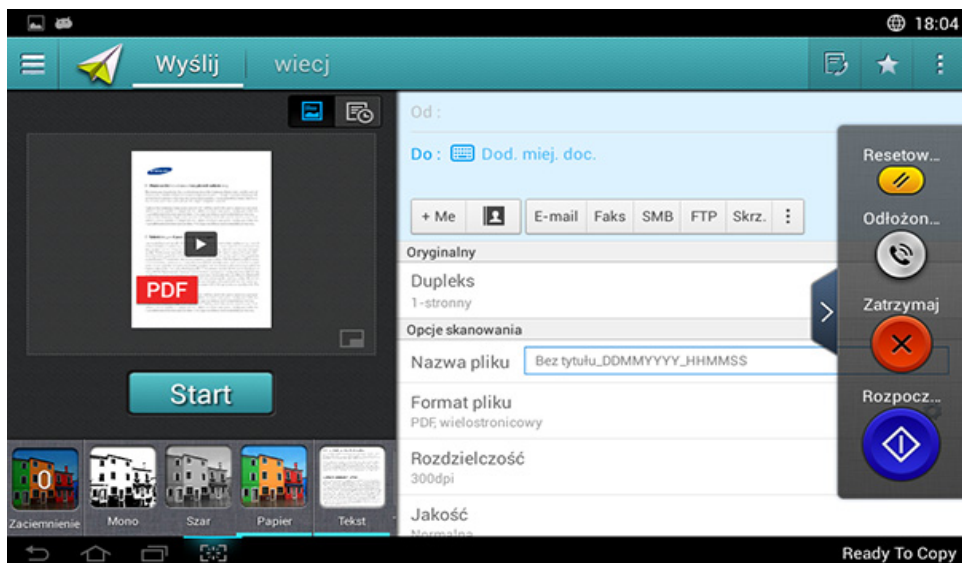 18:04
Wyślij
wiecj
Od :
Do : Dod. miej. doc.
+ Me
E-mail
Faks
SMB
FTP
Skrz.
Oryginalny
Dupleks
1-stronny
Opcje skanowania
Nazwa pliku
Bez tytułu_DDMMYYYY_HHMMSS
Format pliku
PDF, wielostronicowy
Rozdzielczość
300dpi
Jakość
Normalna
Resetow...
Odłożon...
Zatrzymaj
Rozpocz...
PDF
Start
0
Zaciemnienie
Mono
Szar
Papier
Tekst
Ready To Copy